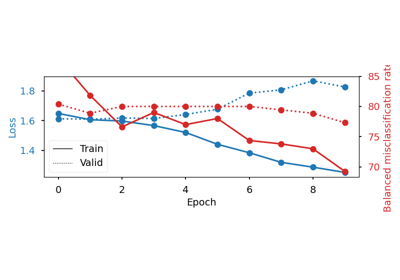 Loss
1.8
1.6
1.4
Train
Valid
0
2
4
6
8
Epoch
85
80
75
70
Balanced misclassification rate